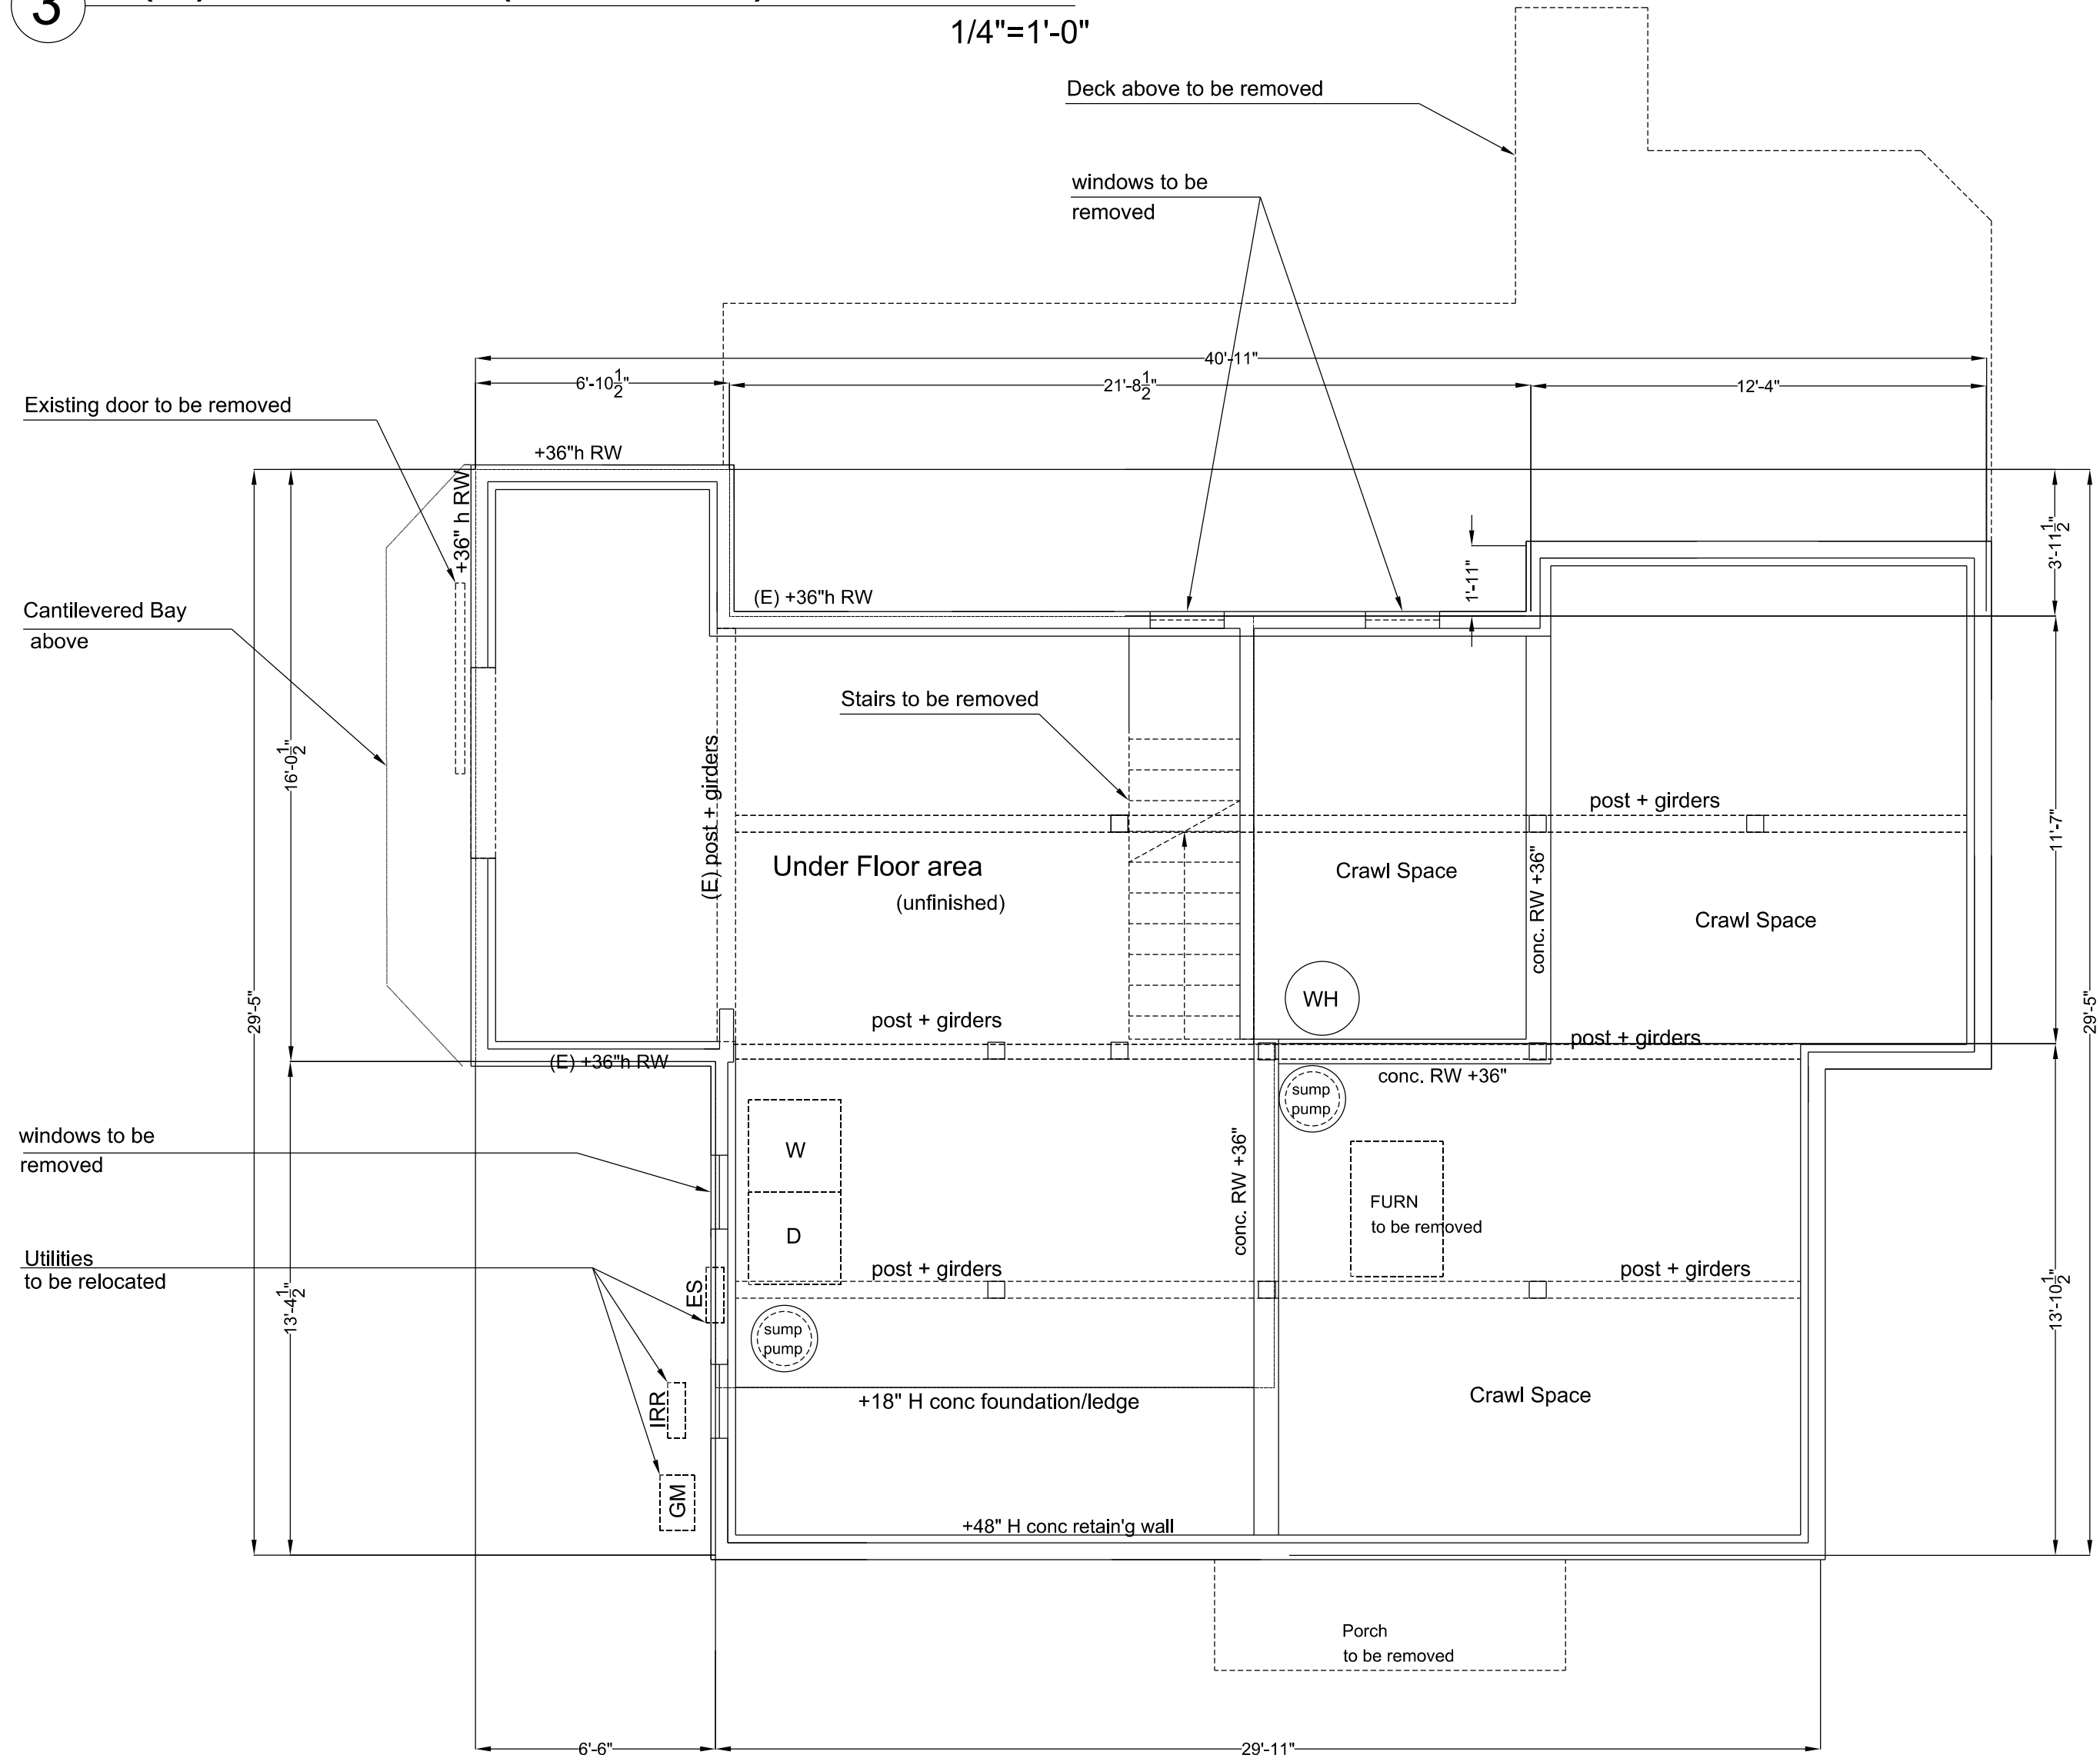 3
1/4"=1'-0"
Deck above to be removed
windows to be
removed
40'-11"
6'-10 1/2"
21'-8 1/2"
12'-4"
Existing door to be removed
+36"h RW
+36" h RW
3'-11 1/2"
1'-11"
(E) +36"h RW
Cantilevered Bay
above
Stairs to be removed
16'-0 1/2"
(E) post + girders
post + girders
11'-7"
Under Floor area
(unfinished)
Crawl Space
conc. RW +36"
Crawl Space
WH
29'-5"
29'-5"
post + girders
post + girders
(E) +36"h RW
conc. RW +36"
sump
pump
windows to be
removed
W
conc. RW +36"
FURN
to be removed
D
Utilities
to be relocated
post + girders
post + girders
ES
13'-4 1/2"
13'-10 1/2"
sump
pump
IRR
+18" H conc foundation/ledge
Crawl Space
GM
+48" H conc retain'g wall
Porch
to be removed
6'-6"
29'-11"